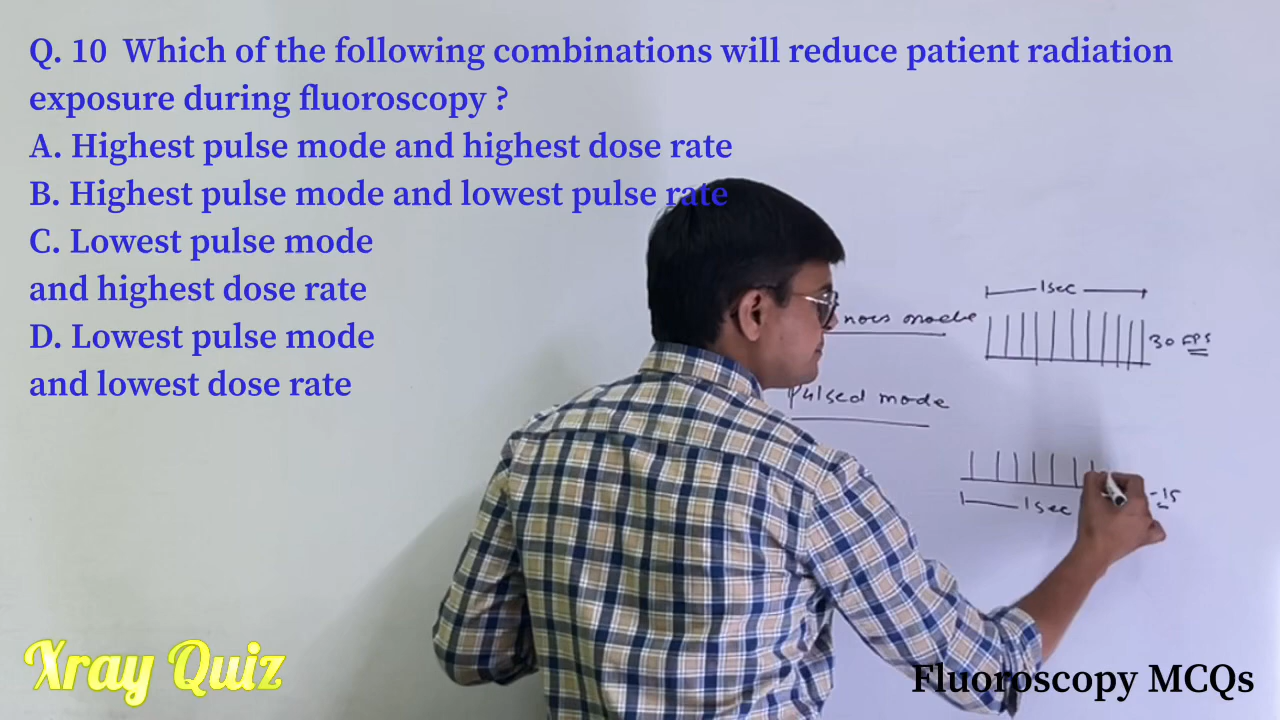 Q. 10 Which of the following combinations will reduce patient radiation
exposure during fluoroscopy ?
A. Highest pulse mode and highest dose rate
B. Highest pulse mode and lowest pulse rate
C. Lowest pulse mode
and highest dose rate
D. Lowest pulse mode
and lowest dose rate
1sec
mode
30 FPS
Pulsed mode
15
1sec
Xray Quiz
Fluoroscopy MCQs